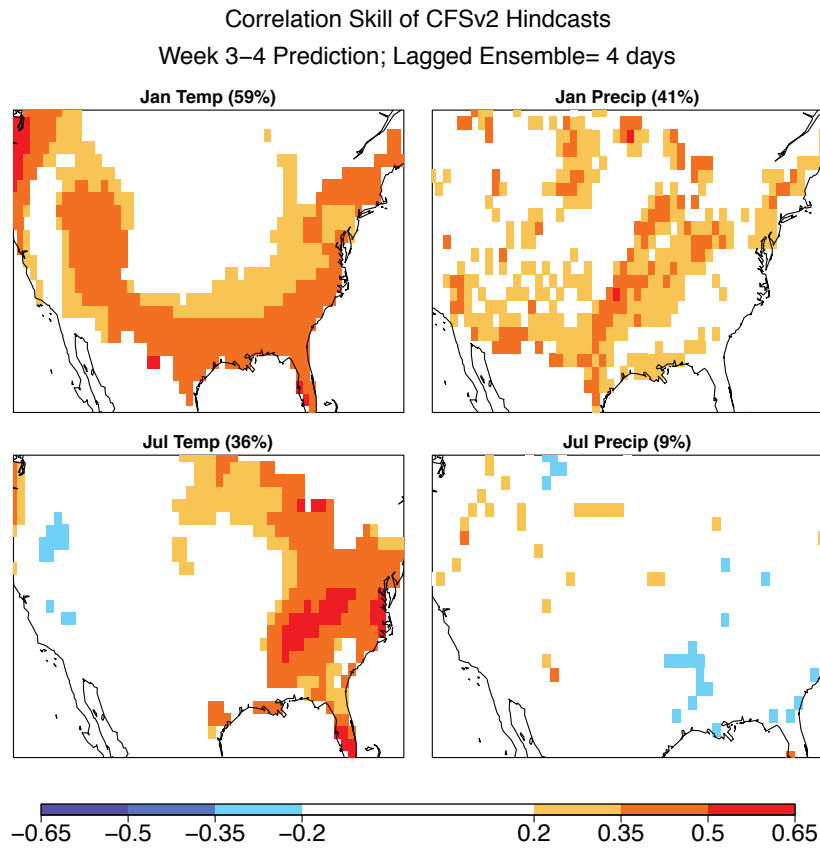 Correlation Skill of CFSv2 Hindcasts
Week 3−4 Prediction; Lagged Ensemble= 4 days
Jan Temp (59%)
Jan Precip (41%)
Jul Temp (36%)
Jul Precip (9%)
−0.65 −0.5 −0.35 −0.2 0.2 0.35 0.5 0.65